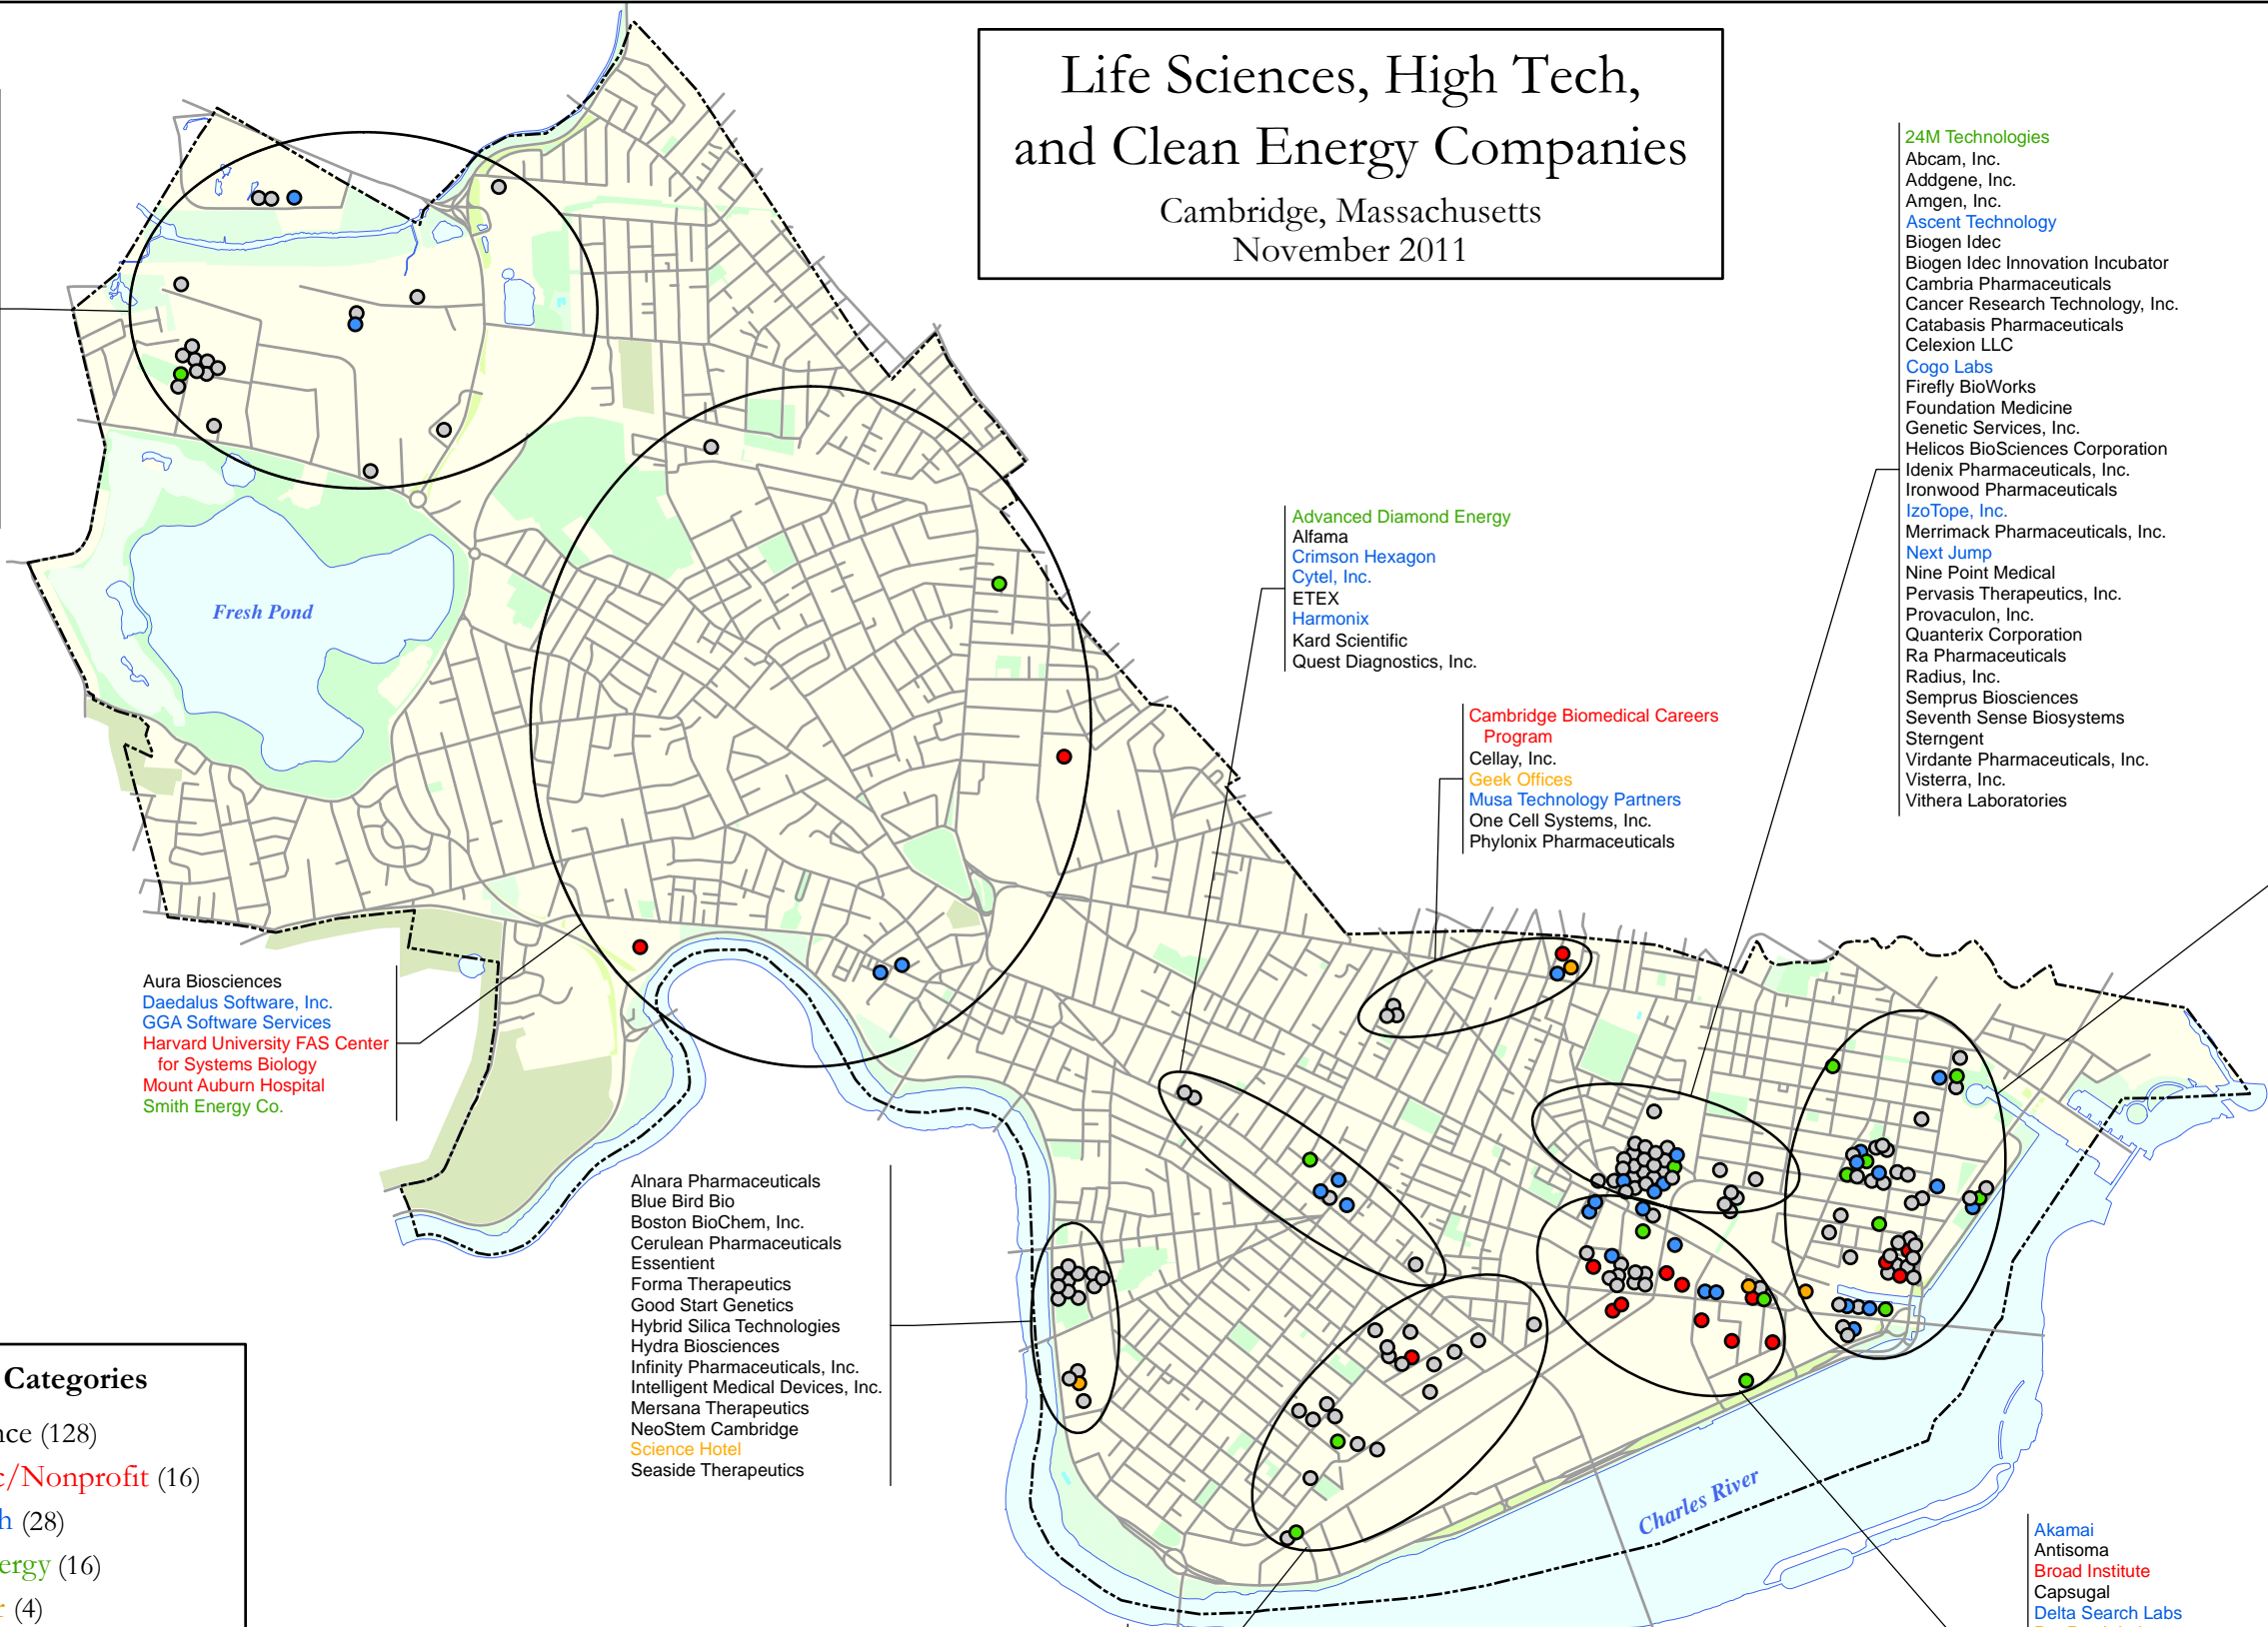 Life Sciences, High Tech,
and Clean Energy Companies
Cambridge, Massachusetts
November 2011
24M Technologies
Abcam, Inc.
Addgene, Inc.
Amgen, Inc.
Ascent Technology
Biogen Idec
Biogen Idec Innovation Incubator
Cambria Pharmaceuticals
Cancer Research Technology, Inc.
Catabasis Pharmaceuticals
Celexion LLC
Cogo Labs
Firefly BioWorks
Foundation Medicine
Genetic Services, Inc.
Helicos BioSciences Corporation
Idenix Pharmaceuticals, Inc.
Ironwood Pharmaceuticals
IzoTope, Inc.
Merrimack Pharmaceuticals, Inc.
Next Jump
Nine Point Medical
Pervasis Therapeutics, Inc.
Provaculon, Inc.
Quanterix Corporation
Ra Pharmaceuticals
Radius, Inc.
Semprus Biosciences
Seventh Sense Biosystems
Sterngent
Virdante Pharmaceuticals, Inc.
Visterra, Inc.
Vithera Laboratories
Advanced Diamond Energy
Alfama
Crimson Hexagon
Cytel, Inc.
ETEX
Harmonix
Kard Scientific
Quest Diagnostics, Inc.
Fresh Pond
Cambridge Biomedical Careers
Program
Cellay, Inc.
Geek Offices
Musa Technology Partners
One Cell Systems, Inc.
Phylonix Pharmaceuticals
Aura Biosciences
Daedalus Software, Inc.
GGA Software Services
Harvard University FAS Center
for Systems Biology
Mount Auburn Hospital
Smith Energy Co.
Alnara Pharmaceuticals
Blue Bird Bio
Boston BioChem, Inc.
Cerulean Pharmaceuticals
Essentient
Forma Therapeutics
Good Start Genetics
Hybrid Silica Technologies
Hydra Biosciences
Infinity Pharmaceuticals, Inc.
Intelligent Medical Devices, Inc.
Mersana Therapeutics
NeoStem Cambridge
Science Hotel
Seaside Therapeutics
Categories
nce (128)
c/Nonprofit (16)
h (28)
ergy (16)
r (4)
Charles River
Akamai
Antisoma
Broad Institute
Capsugal
Delta Search Labs